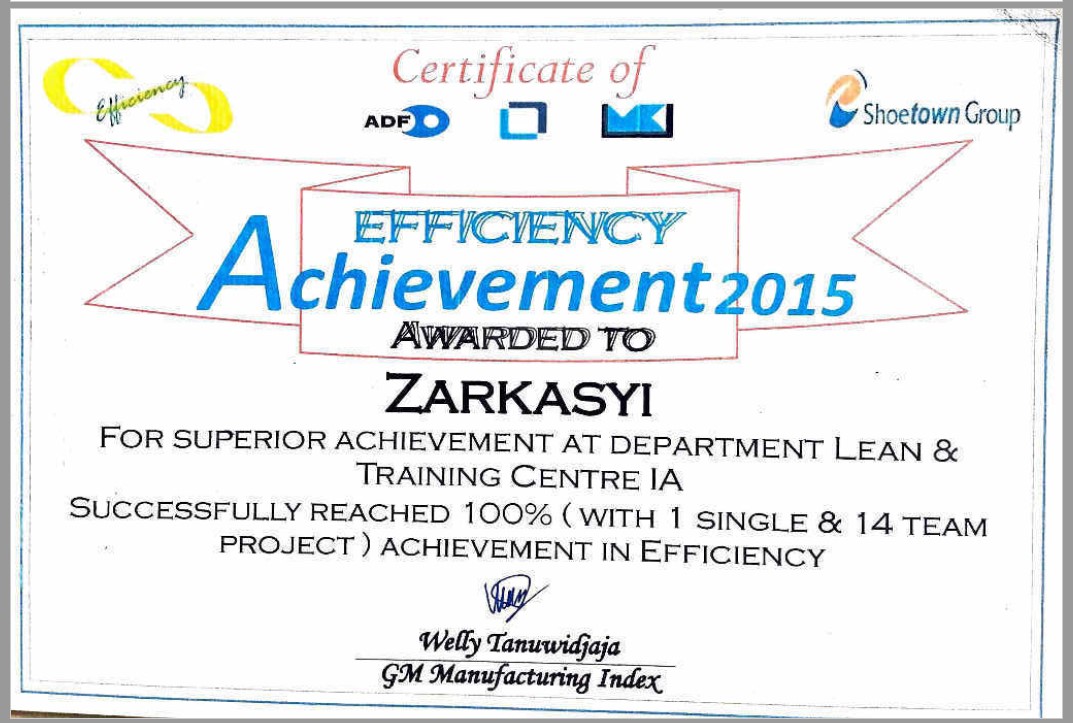 Certificate of
Efficiency
ADF
MK
Shoetown Group
EFFICIENCY
Achievement 2015
AWARDED TO
ZARKASYI
FOR SUPERIOR ACHIEVEMENT AT DEPARTMENT LEAN &
TRAINING CENTRE IA
SUCCESSFULLY REACHED 100% ( WITH 1 SINGLE & 14 TEAM
PROJECT ) ACHIEVEMENT IN EFFICIENCY
Welly Tanuwidjaja
GM Manufacturing Index